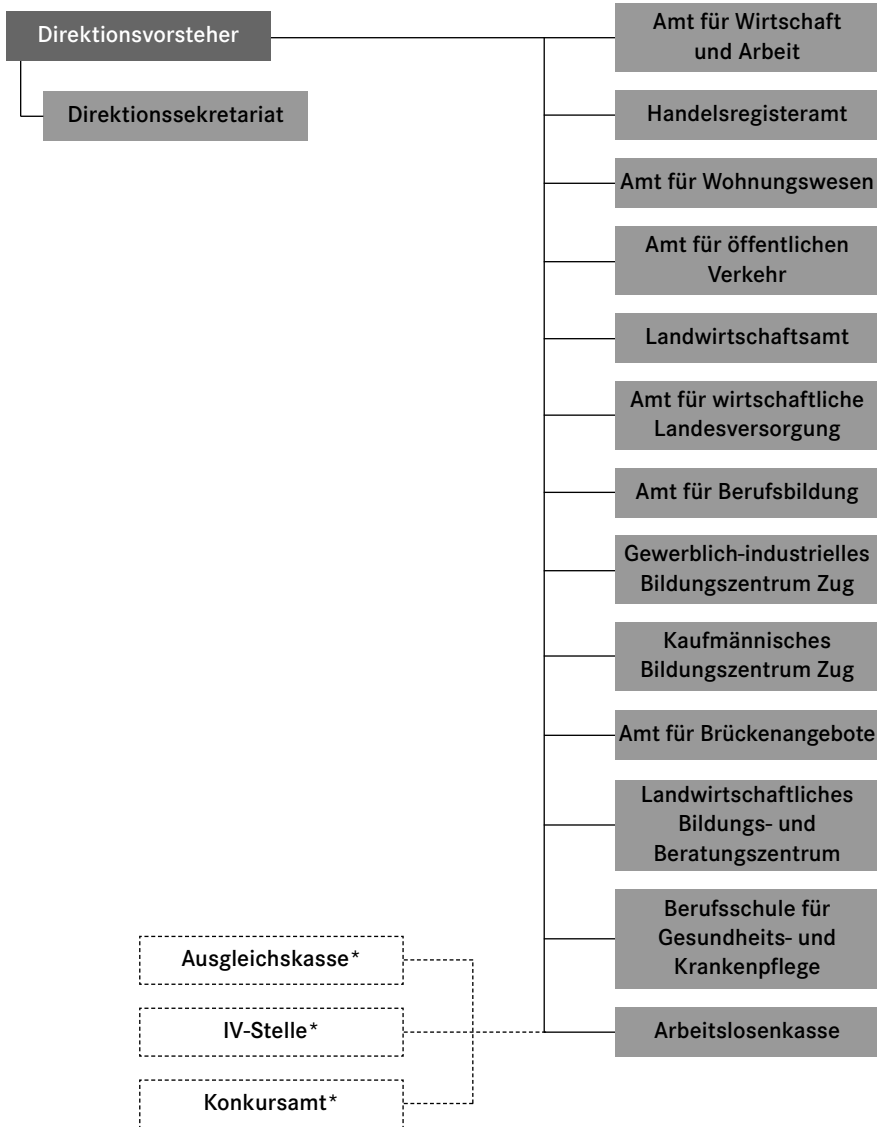 Direktionsvorsteher
Direktionssekretariat
Amt für Wirtschaft
und Arbeit
Handelsregisteramt
Amt für Wohnungswesen
Amt für öffentlichen
Verkehr
Landwirtschaftsamt
Amt für wirtschaftliche
Landesversorgung
Amt für Berufsbildung
Gewerblich-industrielles
Bildungszentrum Zug
Kaufmännisches
Bildungszentrum Zug
Amt für Brückenangebote
Landwirtschaftliches
Bildungs- und
Beratungszentrum
Berufsschule für
Gesundheits- und
Krankenpflege
Arbeitslosenkasse
Ausgleichskasse*
IV-Stelle*
Konkursamt*